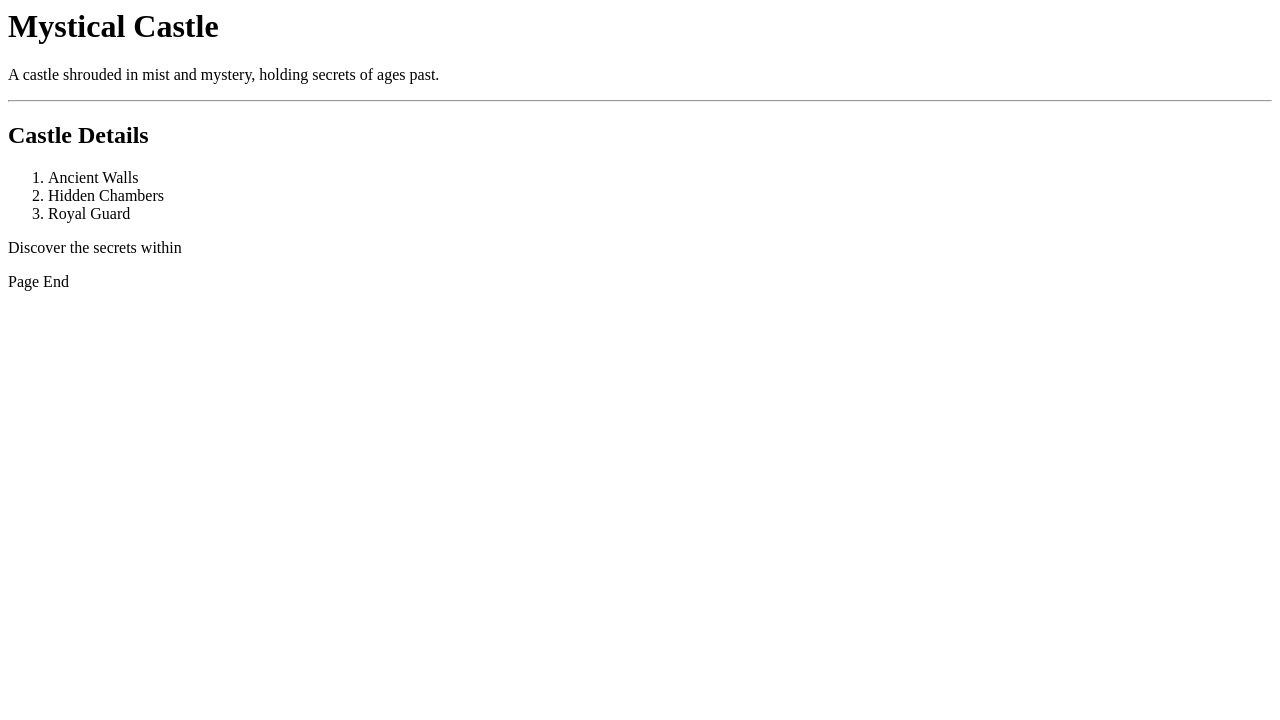 Mystical Castle
A castle shrouded in mist and mystery, holding secrets of ages past.
Castle Details
1. Ancient Walls
2. Hidden Chambers
3. Royal Guard
Discover the secrets within
Page End